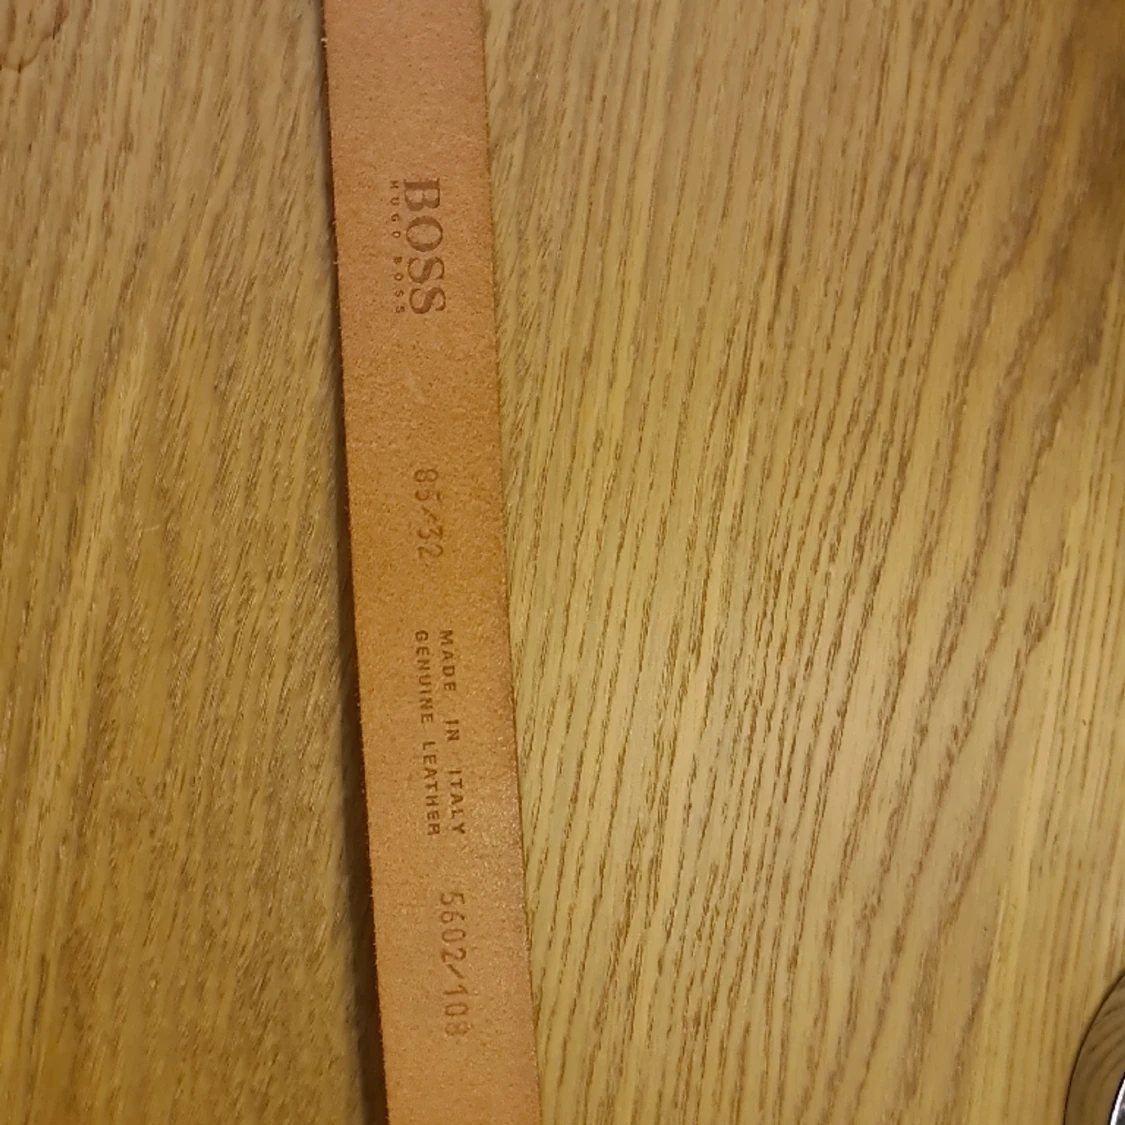 BOSS
HUGO BOSS
85/32
MADE IN ITALY
GENUINE LEATHER
5602/108